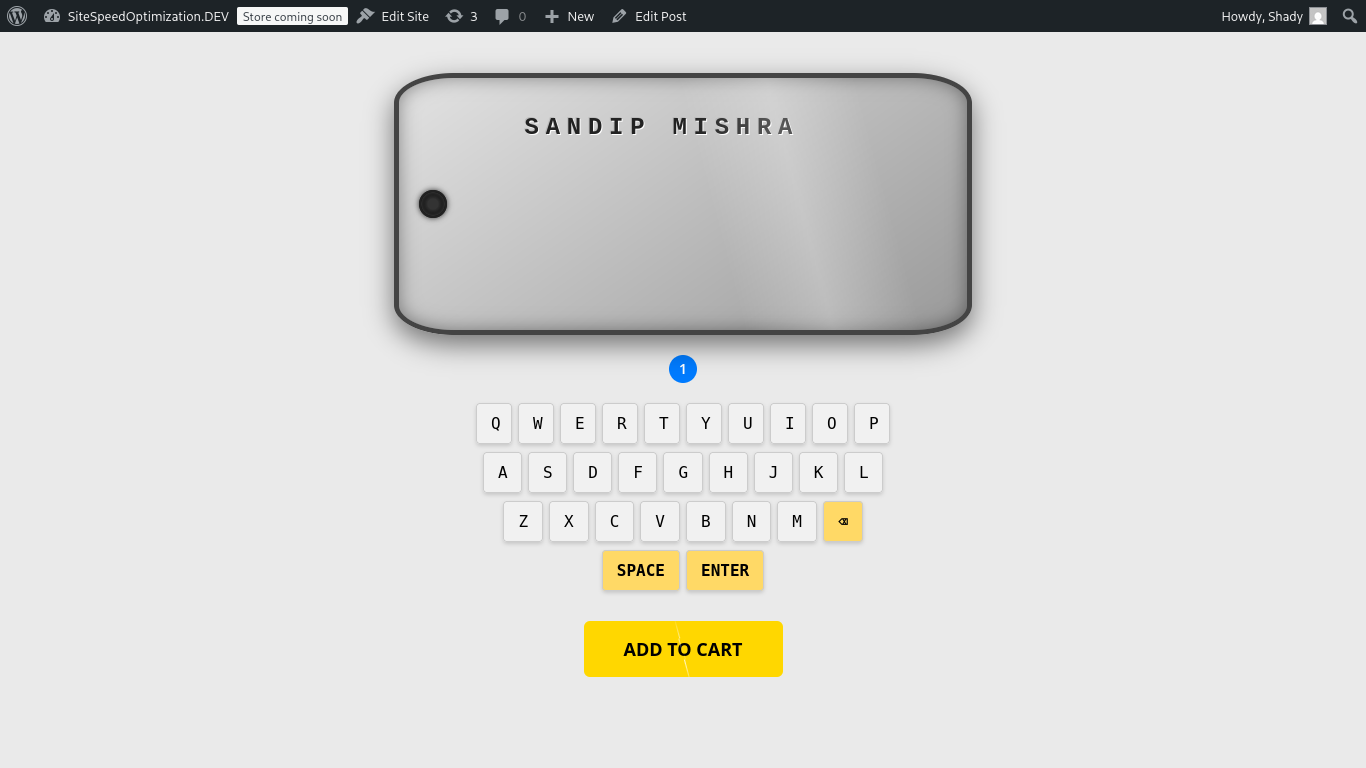 SiteSpeedOptimization.DEV Store coming soon Edit Site 3 0 New Edit Post Howdy, Shady
SANDIP MISHRA
1
Q W E R T Y U I O P
A S D F G H J K L
Z X C V B N M ⌫
SPACE ENTER
ADD TO CART